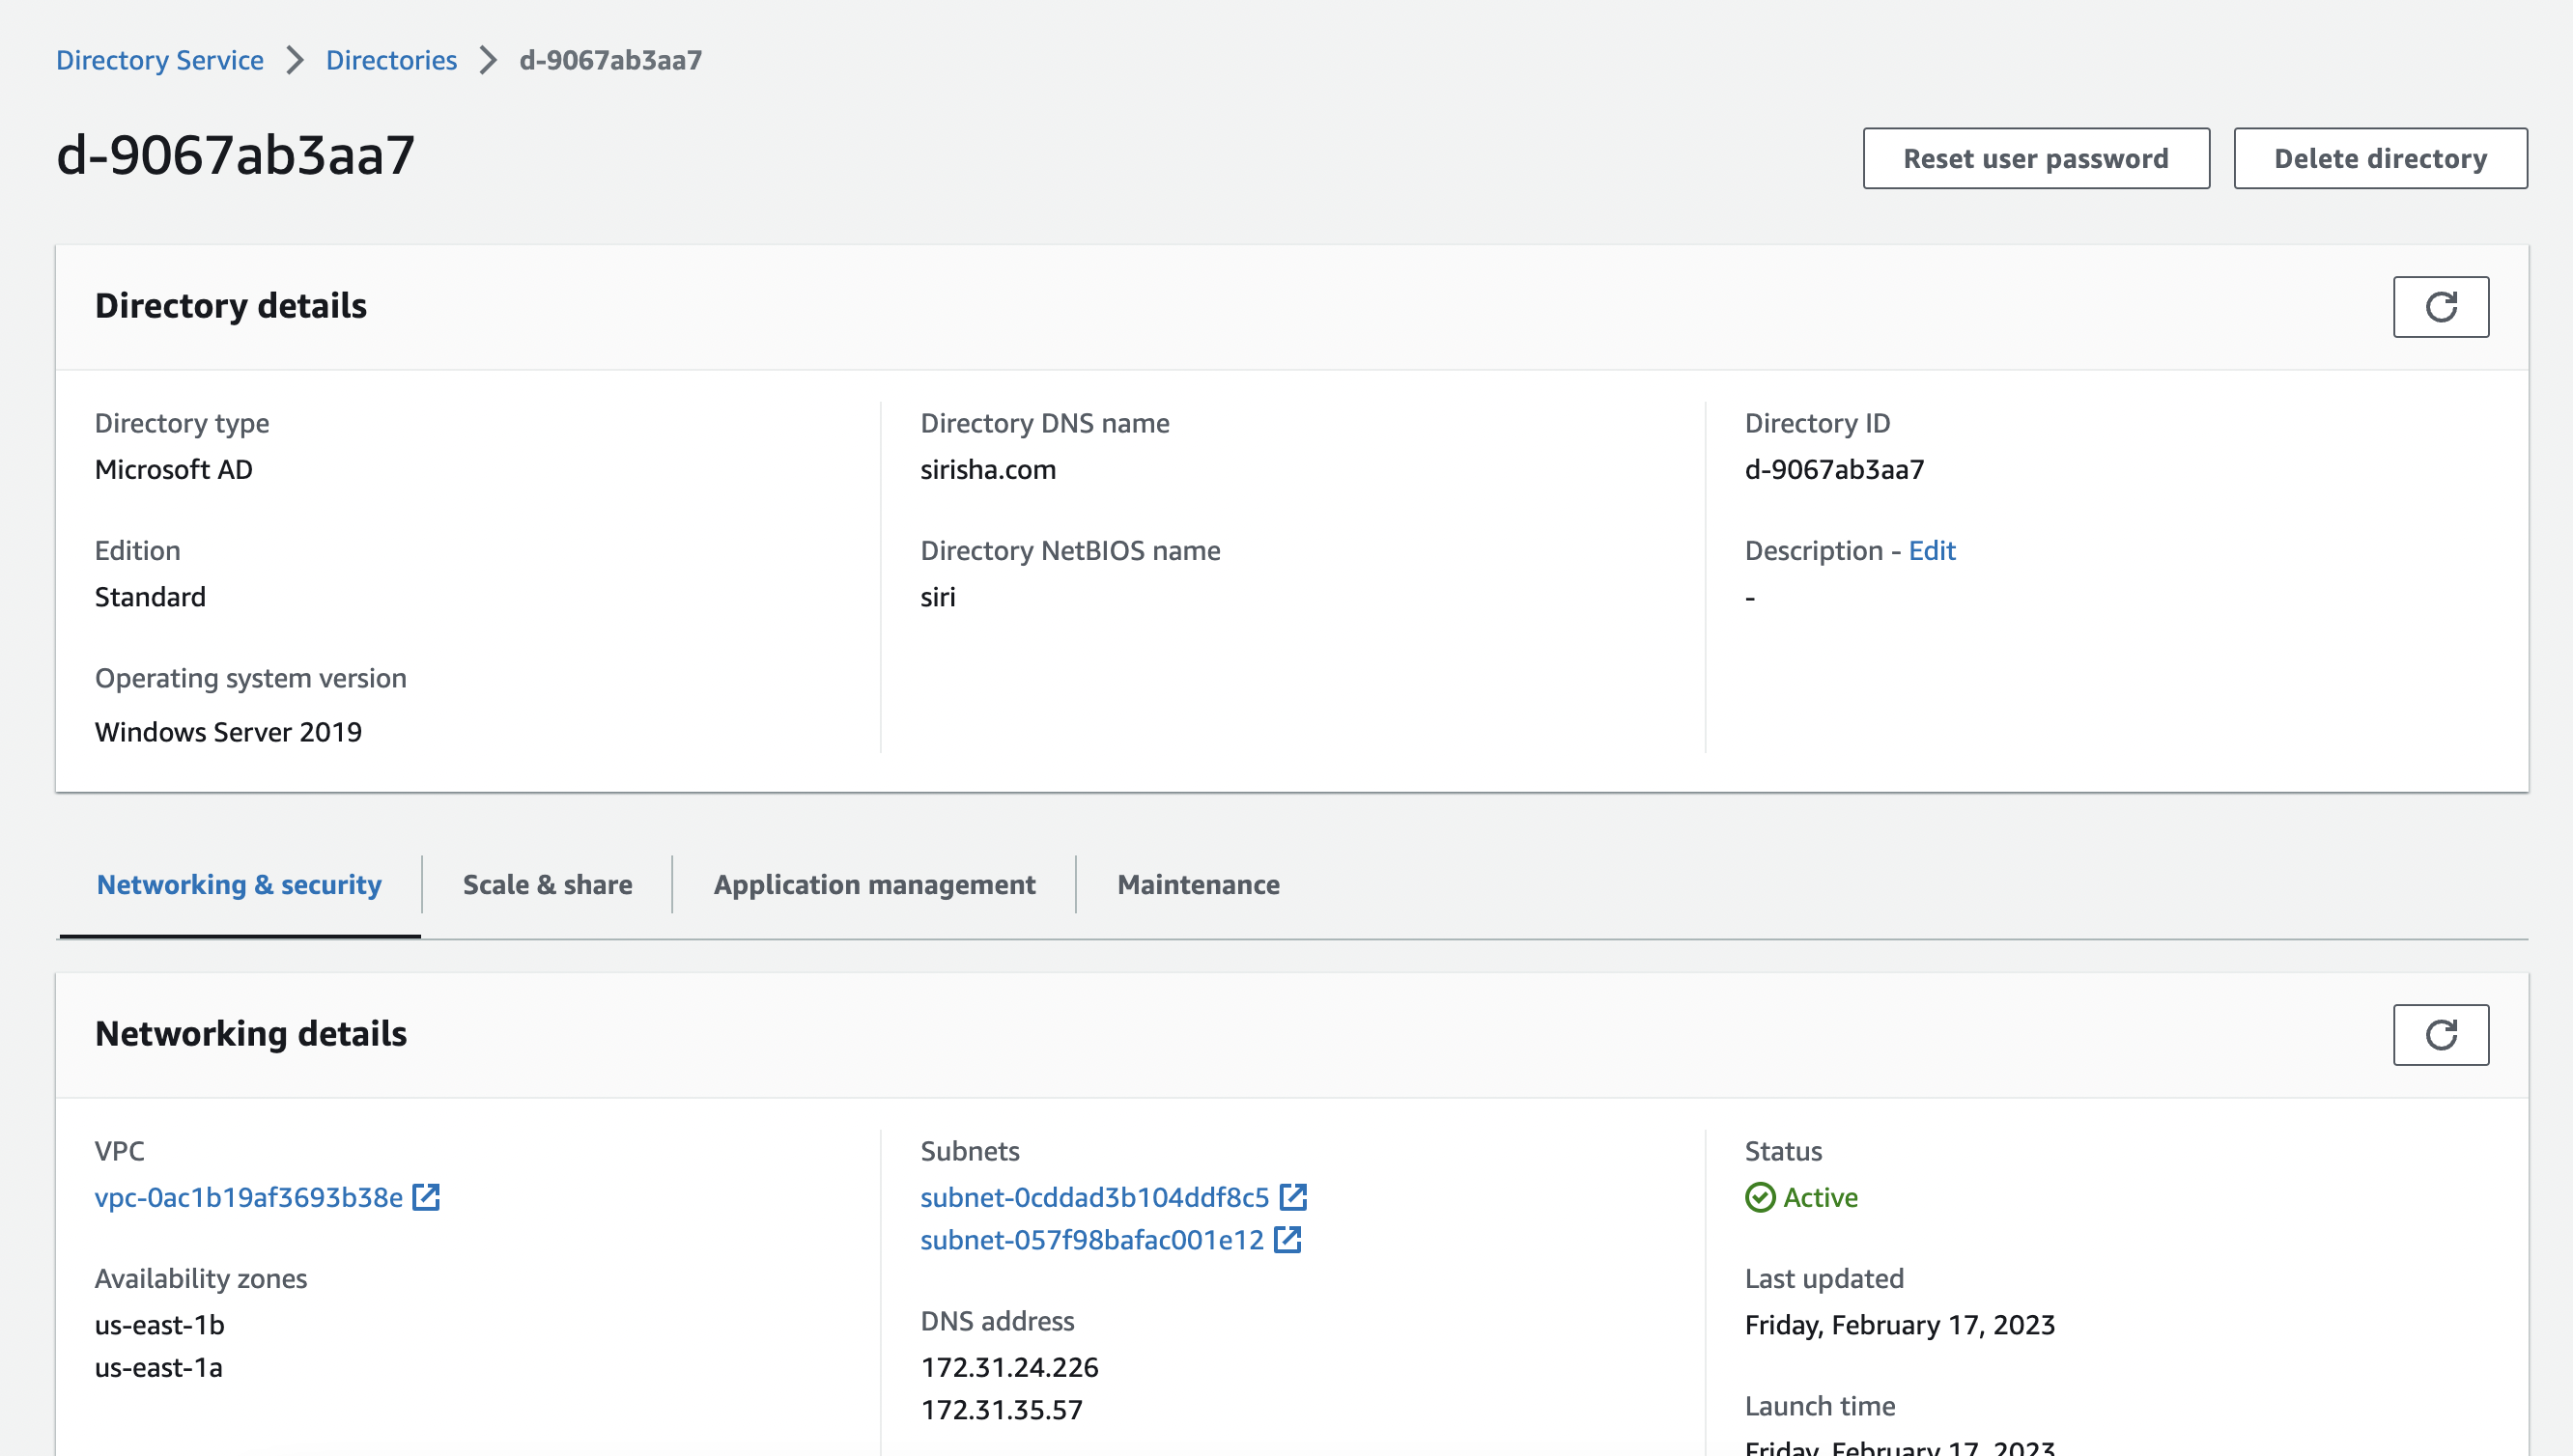 Directory Service > Directories > d-9067ab3aa7
d-9067ab3aa7
Reset user password
Delete directory
Directory details
Directory type
Microsoft AD
Edition
Standard
Operating system version
Windows Server 2019
Directory DNS name
sirisha.com
Directory NetBIOS name
siri
Directory ID
d-9067ab3aa7
Description - Edit
-
Networking & security
Scale & share
Application management
Maintenance
Networking details
VPC
vpc-0ac1b19af3693b38e
Availability zones
us-east-1b
us-east-1a
Subnets
subnet-0cddad3b104ddf8c5
subnet-057f98bafac001e12
DNS address
172.31.24.226
172.31.35.57
Status
Active
Last updated
Friday, February 17, 2023
Launch time
Friday, February 17, 2023